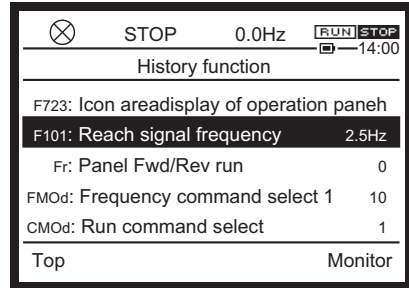 STOP 0.0Hz RUN STOP
14:00
History function
F723: Icon areadisplay of operation paneh
F101: Reach signal frequency 2.5Hz
Fr: Panel Fwd/Rev run 0
FMOd: Frequency command select 1 10
CMOd: Run command select 1
Top Monitor